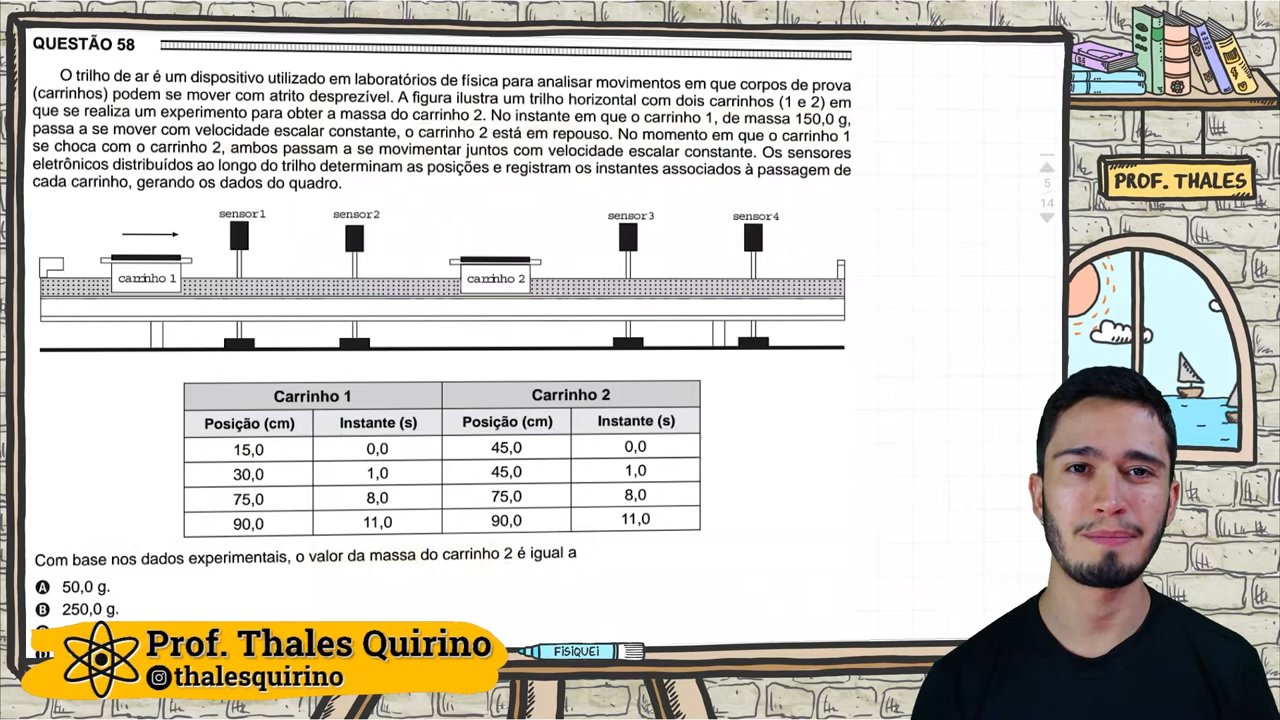 QUESTÃO 58
O trilho de ar é um dispositivo utilizado em laboratórios de física para analisar movimentos em que corpos de prova
(carrinhos) podem se mover com atrito desprezível. A figura ilustra um trilho horizontal com dois carrinhos (1 e 2) em
que se realiza um experimento para obter a massa do carrinho 2. No instante em que o carrinho 1, de massa 150,0 g,
passa a se mover com velocidade escalar constante, o carrinho 2 está em repouso. No momento em que o carrinho 1
se choca com o carrinho 2, ambos passam a se movimentar juntos com velocidade escalar constante. Os sensores
eletrônicos distribuídos ao longo do trilho determinam as posições e registram os instantes associados à passagem de
cada carrinho, gerando os dados do quadro.
sensor1 sensor2 sensor3 sensor4
carrinho 1 carrinho 2
Carrinho 1 Carrinho 2
Posição (cm) Instante (s) Posição (cm) Instante (s)
15,0 0,0 45,0 0,0
30,0 1,0 45,0 1,0
75,0 8,0 75,0 8,0
90,0 11,0 90,0 11,0
Com base nos dados experimentais, o valor da massa do carrinho 2 é igual a
A 50,0 g.
B 250,0 g.
Prof. Thales Quirino
thalesquirino
FISIQUEI
PROF. THALES
5
14